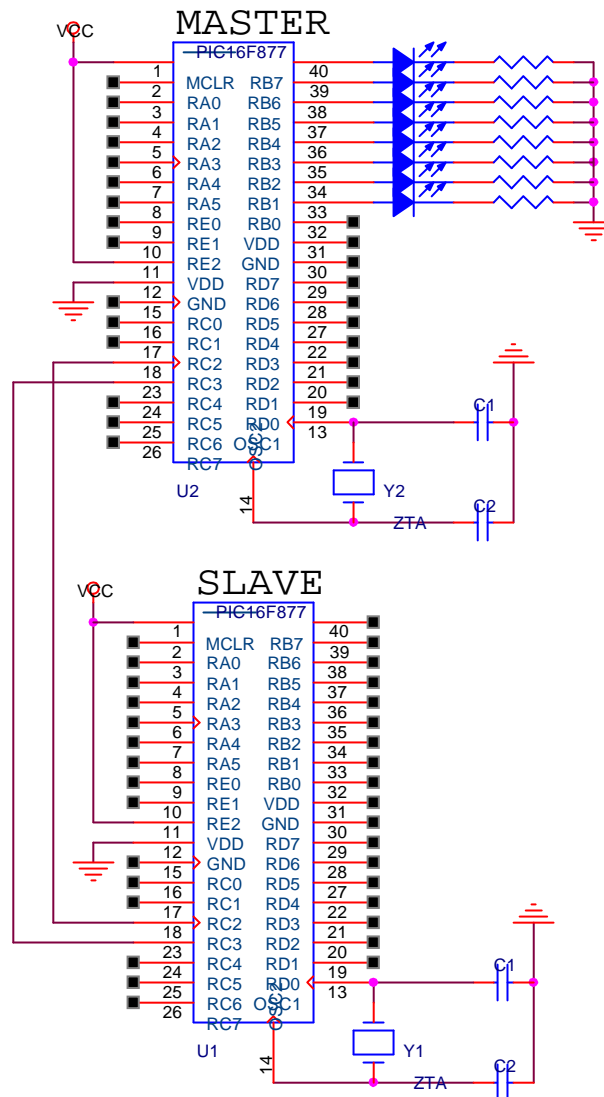 MASTER
VCC
PIC16F877
1 MCLR RB7 40
2 RA0 RB6 39
3 RA1 RB5 38
4 RA2 RB4 37
5 RA3 RB3 36
6 RA4 RB2 35
7 RA5 RB1 34
8 RE0 RB0 33
9 RE1 VDD 32
10 RE2 GND 31
11 VDD RD7 30
12 GND RD6 29
15 RC0 RD5 28
16 RC1 RD4 27
17 RC2 RD3 22
18 RC3 RD2 21
23 RC4 RD1 20
24 RC5 RD0 19
25 RC6 OSC1 13
26 RC7 OSC2
14
C1
U2
Y2
C2
ZTA
SLAVE
VCC
PIC16F877
1 MCLR RB7 40
2 RA0 RB6 39
3 RA1 RB5 38
4 RA2 RB4 37
5 RA3 RB3 36
6 RA4 RB2 35
7 RA5 RB1 34
8 RE0 RB0 33
9 RE1 VDD 32
10 RE2 GND 31
11 VDD RD7 30
12 GND RD6 29
15 RC0 RD5 28
16 RC1 RD4 27
17 RC2 RD3 22
18 RC3 RD2 21
23 RC4 RD1 20
24 RC5 RD0 19
25 RC6 OSC1 13
26 RC7 OSC2
14
C1
U1
Y1
C2
ZTA